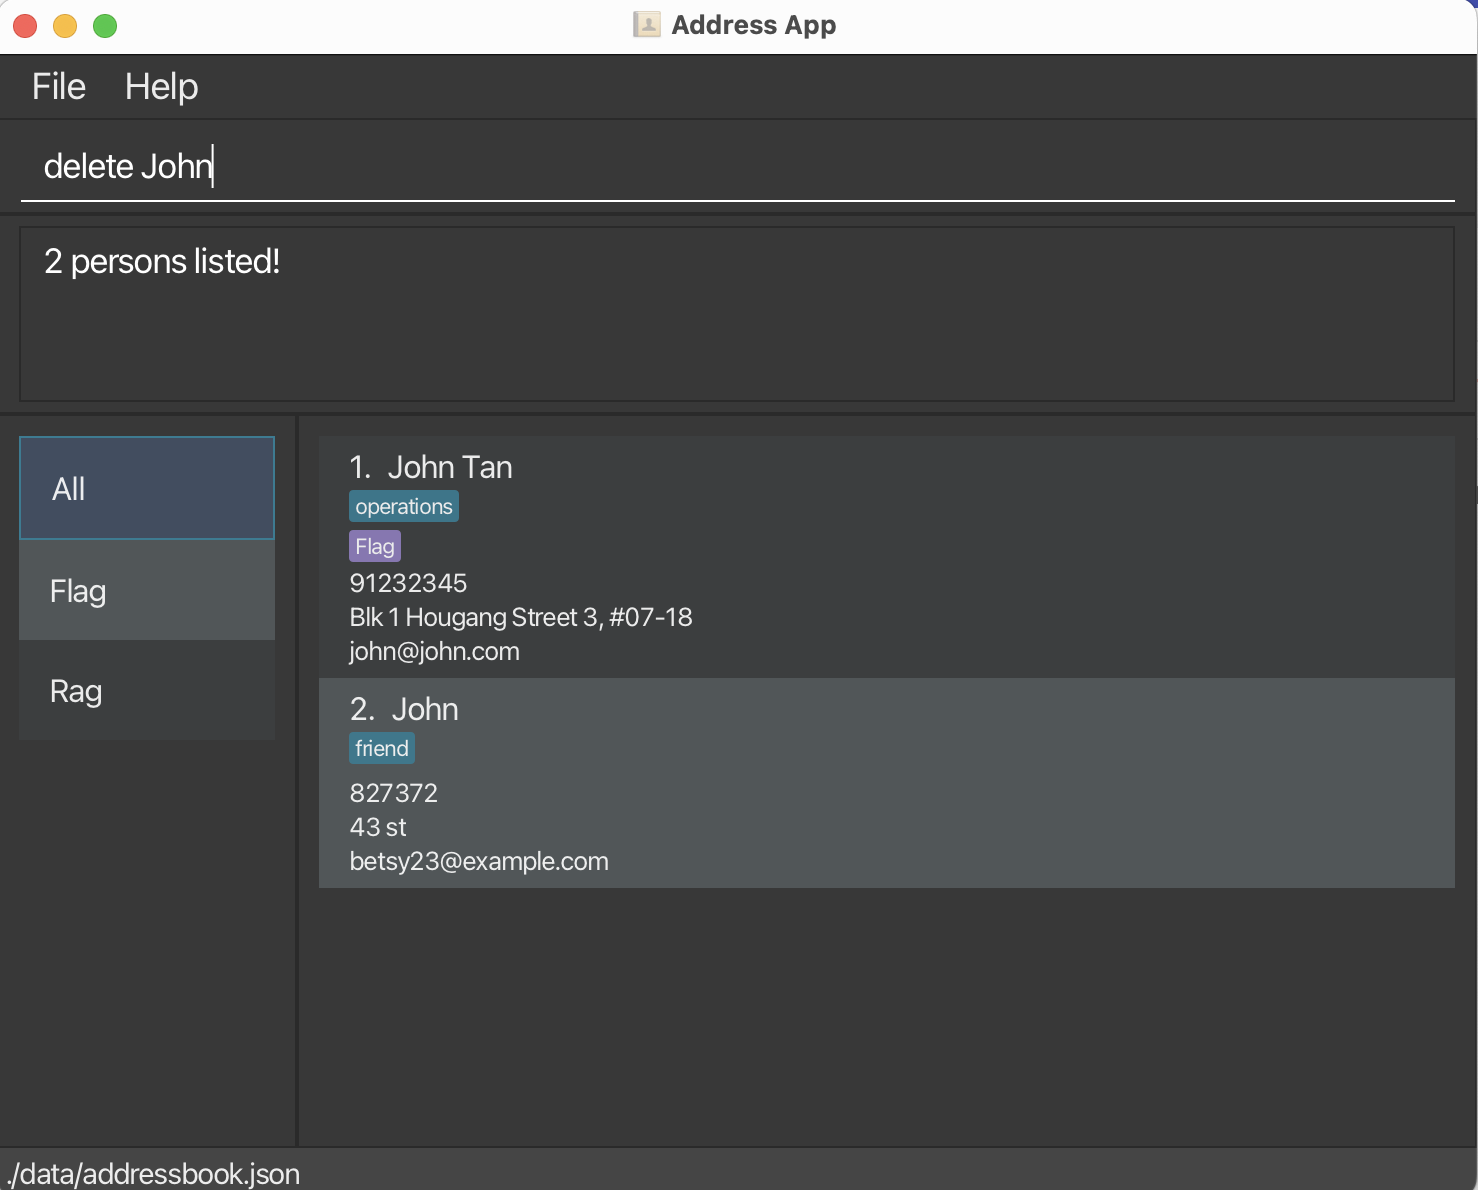 Address App
File Help
delete John
2 persons listed!
All
Flag
Rag
1. John Tan
operations
Flag
91232345
Blk 1 Hougang Street 3, #07-18
john@john.com
2. John
friend
827372
43 st
betsy23@example.com
./data/addressbook.json